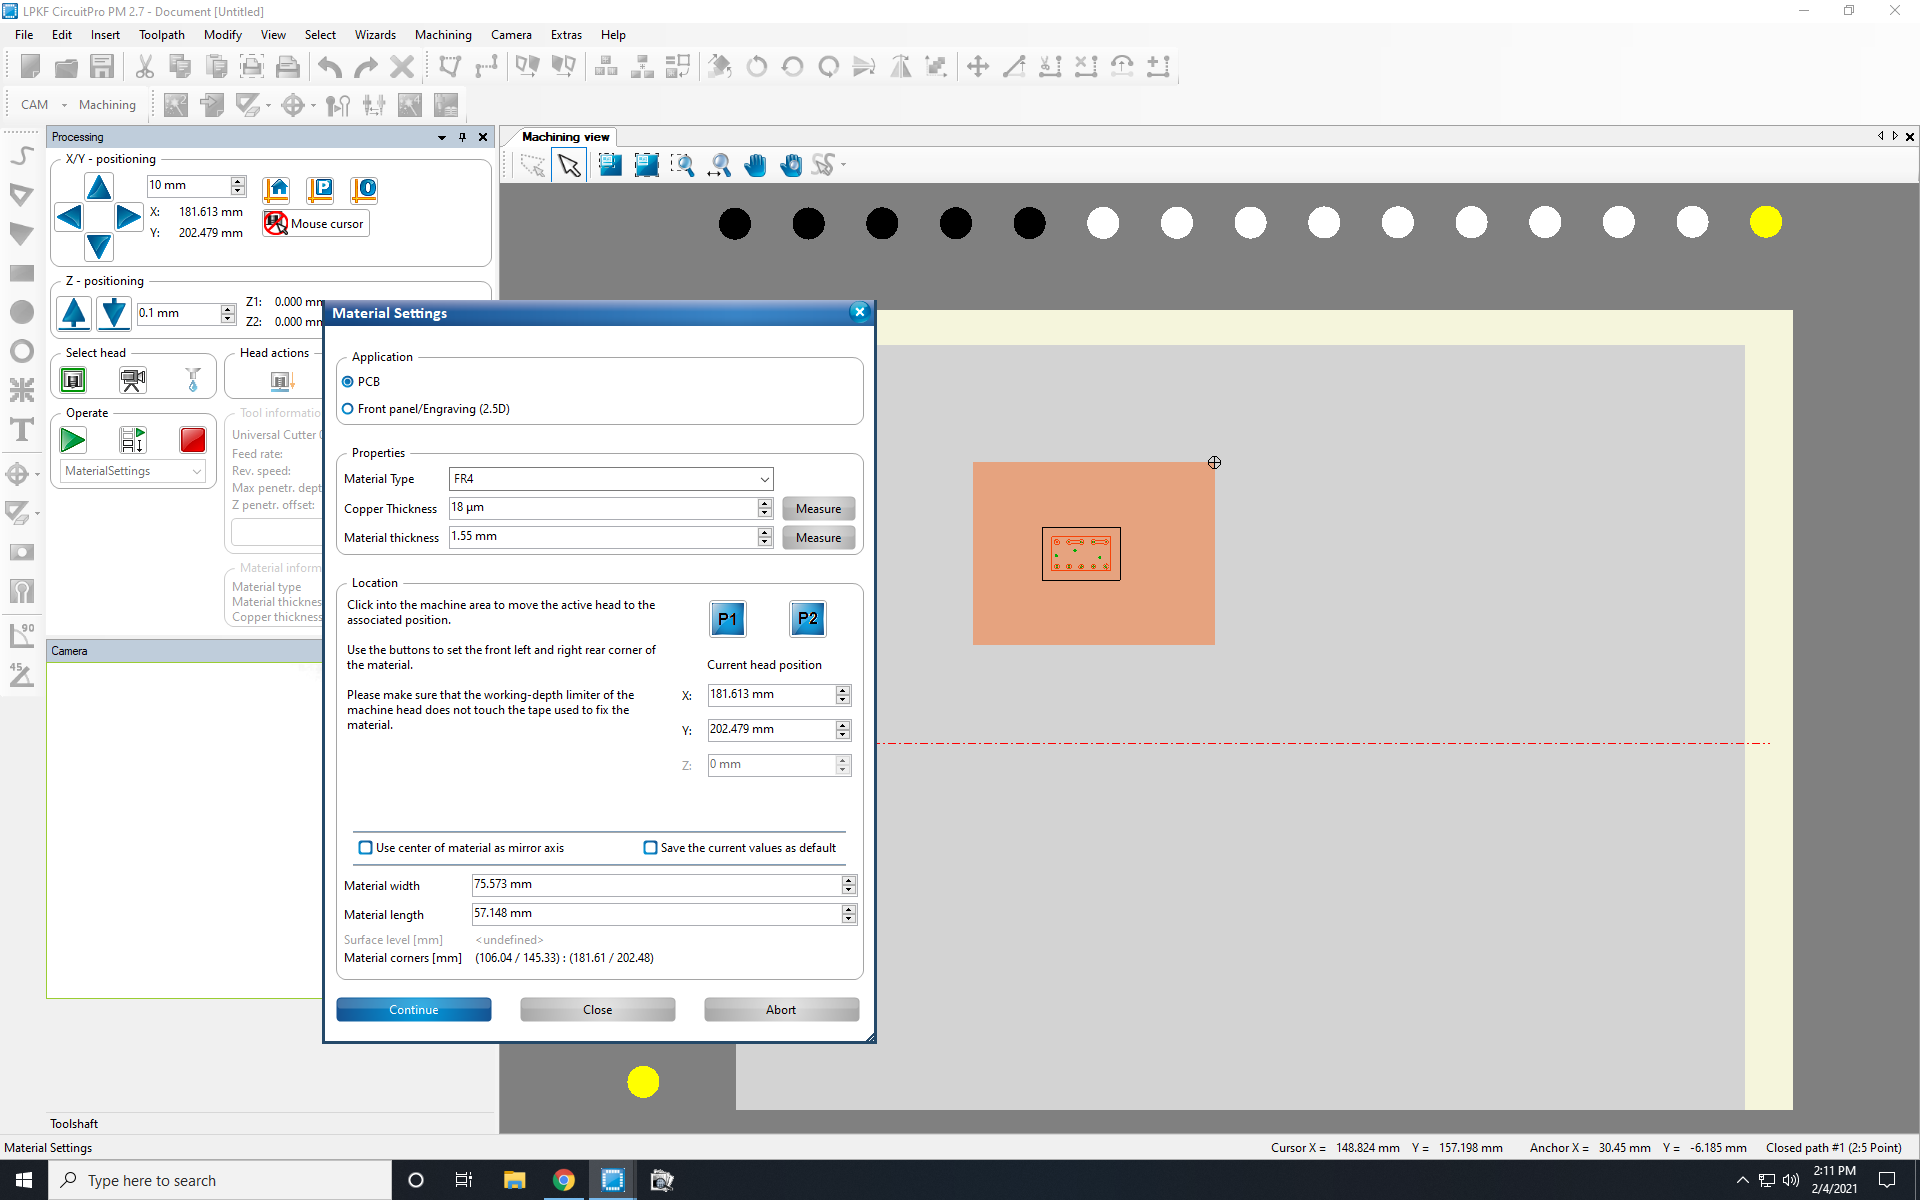 LPKF CircuitPro PM 2.7 - Document [Untitled]
File Edit Insert Toolpath Modify View Select Wizards Machining Camera Extras Help
CAM Machining
Processing
Machining view
X/Y - positioning
10 mm
P
O
X: 181.613 mm
Y: 202.479 mm
Mouse cursor
Z - positioning
0.1 mm
Z1: 0.000 mm
Z2: 0.000 mm
Select head
Head actions
Operate
MaterialSettings
Tool informatio
Universal Cutter
Feed rate:
Rev. speed:
Max penetr. dept
Z penetr. offset:
Material inform
Material type
Material thicknes
Copper thickness
T
90
45
Camera
Material Settings
Application
PCB
Front panel/Engraving (2.5D)
Properties
Material Type FR4
Copper Thickness 18 µm Measure
Material thickness 1.55 mm Measure
Location
Click into the machine area to move the active head to the
associated position.
P1 P2
Use the buttons to set the front left and right rear corner of
the material.
Current head position
Please make sure that the working-depth limiter of the
machine head does not touch the tape used to fix the
material.
X: 181.613 mm
Y: 202.479 mm
Z: 0 mm
Use center of material as mirror axis
Save the current values as default
Material width 75.573 mm
Material length 57.148 mm
Surface level [mm] <undefined>
Material corners [mm] (106.04 / 145.33) : (181.61 / 202.48)
Continue Close Abort
Toolshaft
Material Settings
Cursor X = 148.824 mm Y = 157.198 mm Anchor X = 30.45 mm Y = -6.185 mm Closed path #1 (2:5 Point)
Type here to search
2:11 PM
2/4/2021